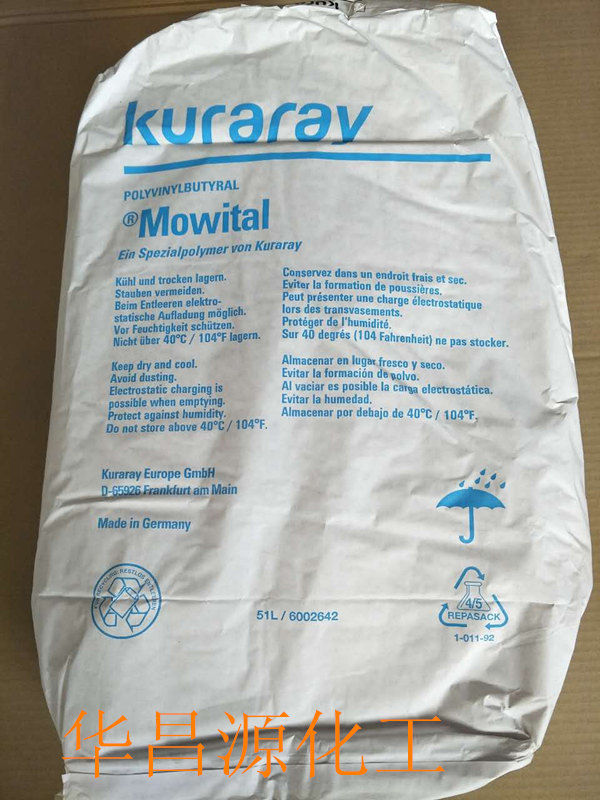 kuraray
POLYVINYLBUTYRAL
®Mowital
Ein Spezialpolymer von Kuraray
Kühl und trocken lagern.
Stauben vermeiden.
Beim Entleeren elektro-
statische Aufladung möglich.
Vor Feuchtigkeit schützen.
Nicht über 40°C / 104°F lagern.
Conservez dans un endroit frais et sec.
Eviter la formation de poussières.
Peut présenter une charge électrostatique
lors des transvasements.
Protéger de l'humidité.
Sur 40 degrés (104 Fahrenheit) ne pas stocker.
Keep dry and cool.
Avoid dusting.
Electrostatic charging is
possible when emptying.
Protect against humidity.
Do not store above 40°C / 104°F.
Almacenar en lugar fresco y seco.
Evitar la formación de polvo.
Al vaciar es posible la carga electrostática.
Evitar la humedad.
Almacenar por debajo de 40°C / 104°F.
Kuraray Europe GmbH
D-65926 Frankfurt am Main
Made in Germany
51L / 6002642
4/5
REPASACK
1-011-92
华昌源化工